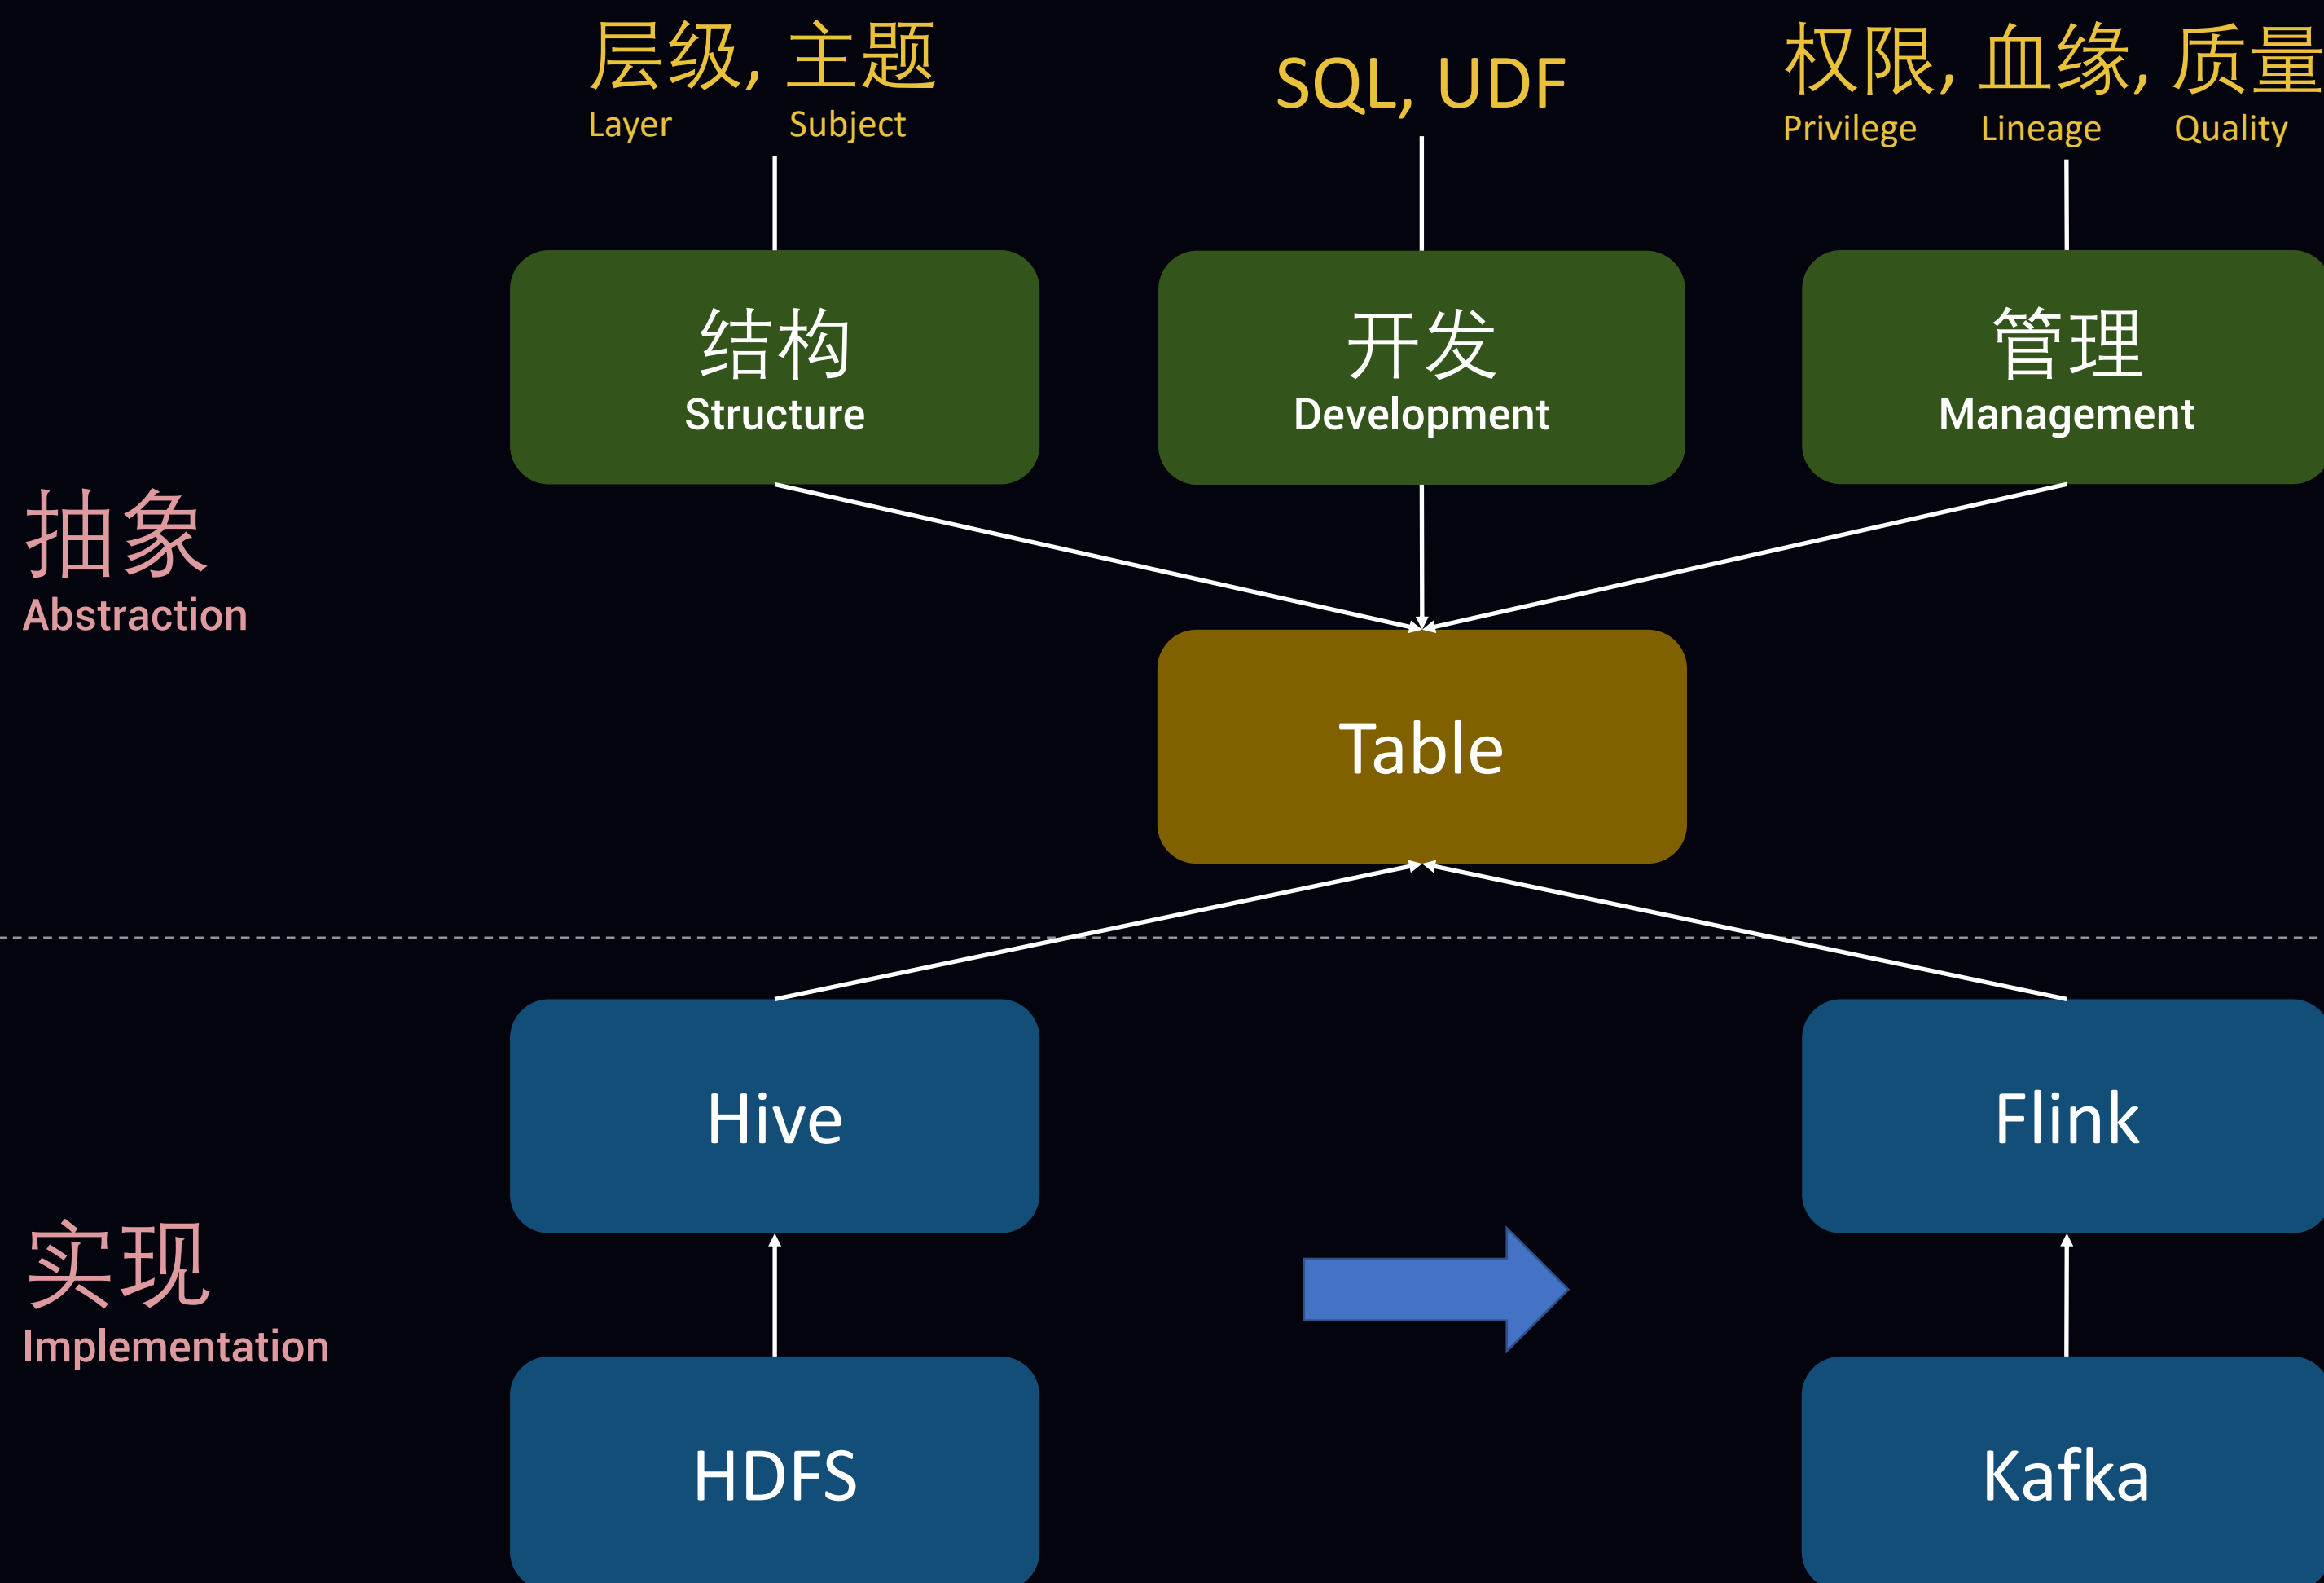 层级, 主题
Layer Subject
SQL, UDF
权限, 血缘, 质量
Privilege Lineage Quality
结构
Structure
开发
Development
管理
Management
抽象
Abstraction
Table
Hive
Flink
实现
Implementation
HDFS
Kafka